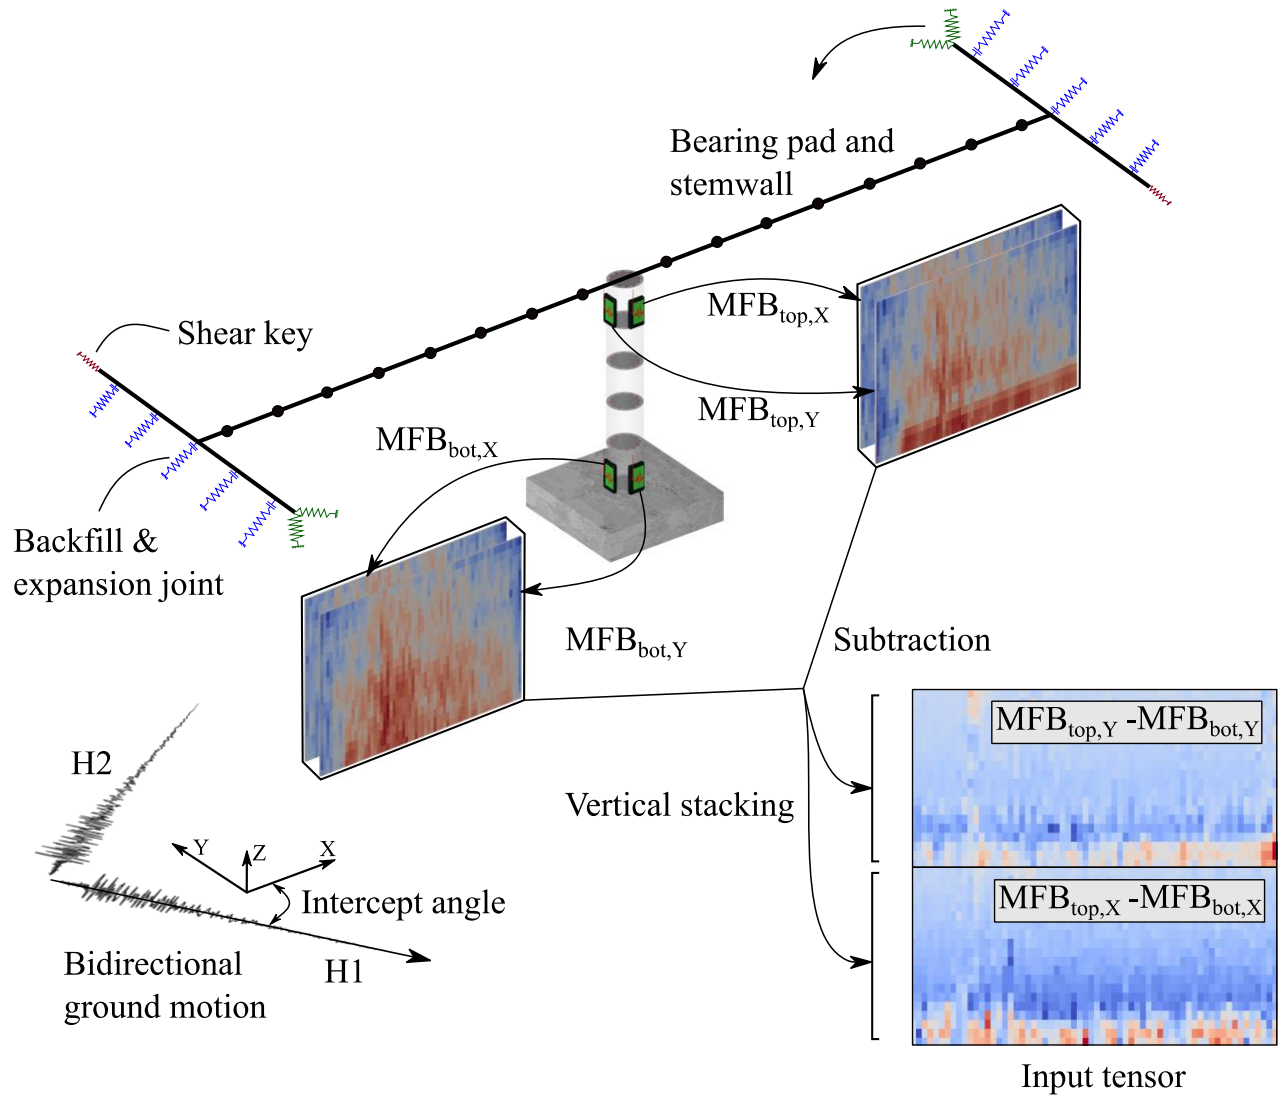 Bearing pad and
stemwall
MFBtop,X
Shear key
MFBtop,Y
MFBbot,X
Backfill &
expansion joint
MFBbot,Y
Subtraction
MFBtop,Y -MFBbot,Y
H2
Vertical stacking
Y
Z
X
MFBtop,X -MFBbot,X
Intercept angle
Bidirectional
ground motion
H1
Input tensor